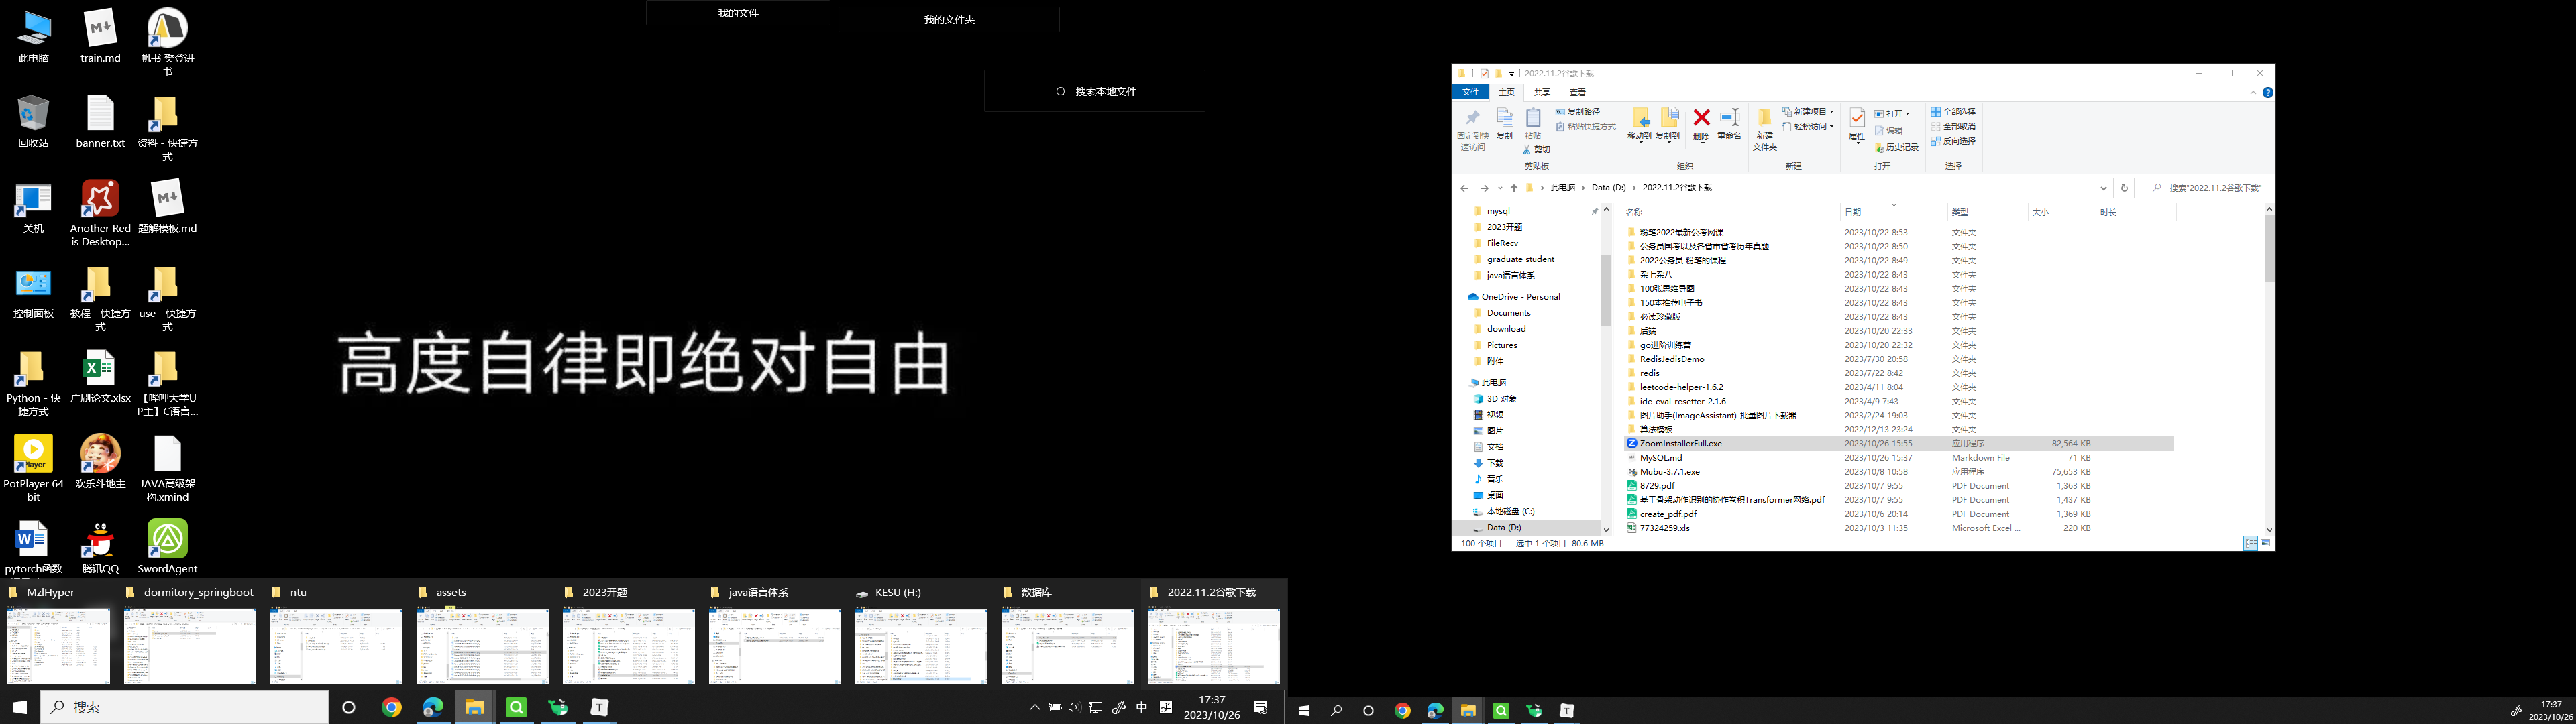 我的文件
我的文件夹
搜索本地文件
此电脑
train.md
帆书 樊登讲书
回收站
banner.txt
资料 - 快捷方式
关机
Another Redis Desktop...
题解模板.md
控制面板
教程 - 快捷方式
use - 快捷方式
Python - 快捷方式
广刷论文.xlsx
【哔哩大学UP主】C语言...
PotPlayer 64 bit
欢乐斗地主
JAVA高级架构.xmind
pytorch函数
腾讯QQ
SwordAgent
高度自律即绝对自由
MzlHyper
dormitory_springboot
ntu
assets
2023开题
java语言体系
KESU (H:)
数据库
2022.11.2谷歌下载
搜索
中
拼
17:37
2023/10/26
2022.11.2谷歌下载
文件
主页
共享
查看
固定到快速访问
复制
粘贴
复制路径
粘贴快捷方式
剪切
移动到
复制到
删除
重命名
新建文件夹
新建项目
轻松访问
属性
打开
编辑
历史记录
全部选择
全部取消
反向选择
剪贴板
组织
新建
打开
选择
此电脑 > Data (D:) > 2022.11.2谷歌下载
搜索"2022.11.2谷歌下载"
mysql
2023开题
FileRecv
graduate student
java语言体系
OneDrive - Personal
Documents
download
Pictures
附件
此电脑
3D 对象
视频
图片
文档
下载
音乐
桌面
本地磁盘 (C:)
Data (D:)
名称 日期 类型 大小 时长
粉笔2022最新公考网课 2023/10/22 8:53 文件夹
公务员国考以及各省市省考历年真题 2023/10/22 8:50 文件夹
2022公务员 粉笔的课程 2023/10/22 8:49 文件夹
杂七杂八 2023/10/22 8:43 文件夹
100张思维导图 2023/10/22 8:43 文件夹
150本推荐电子书 2023/10/22 8:43 文件夹
必读珍藏版 2023/10/22 8:43 文件夹
后端 2023/10/20 22:33 文件夹
go进阶训练营 2023/10/20 22:32 文件夹
RedisJedisDemo 2023/7/30 20:58 文件夹
redis 2023/7/22 8:42 文件夹
leetcode-helper-1.6.2 2023/4/11 8:04 文件夹
ide-eval-resetter-2.1.6 2023/4/9 7:43 文件夹
图片助手(ImageAssistant)_批量图片下载器 2023/2/24 19:03 文件夹
算法模板 2022/12/13 23:24 文件夹
ZoomInstallerFull.exe 2023/10/26 15:55 应用程序 82,564 KB
MySQL.md 2023/10/26 15:37 Markdown File 71 KB
Mubu-3.7.1.exe 2023/10/8 10:58 应用程序 75,653 KB
8729.pdf 2023/10/7 9:55 PDF Document 1,363 KB
基于骨架动作识别的协作卷积Transformer网络.pdf 2023/10/7 9:55 PDF Document 1,437 KB
create_pdf.pdf 2023/10/6 20:14 PDF Document 1,369 KB
77324259.xls 2023/10/3 11:35 Microsoft Excel ... 220 KB
100 个项目 选中 1 个项目 80.6 MB
17:37
2023/10/26